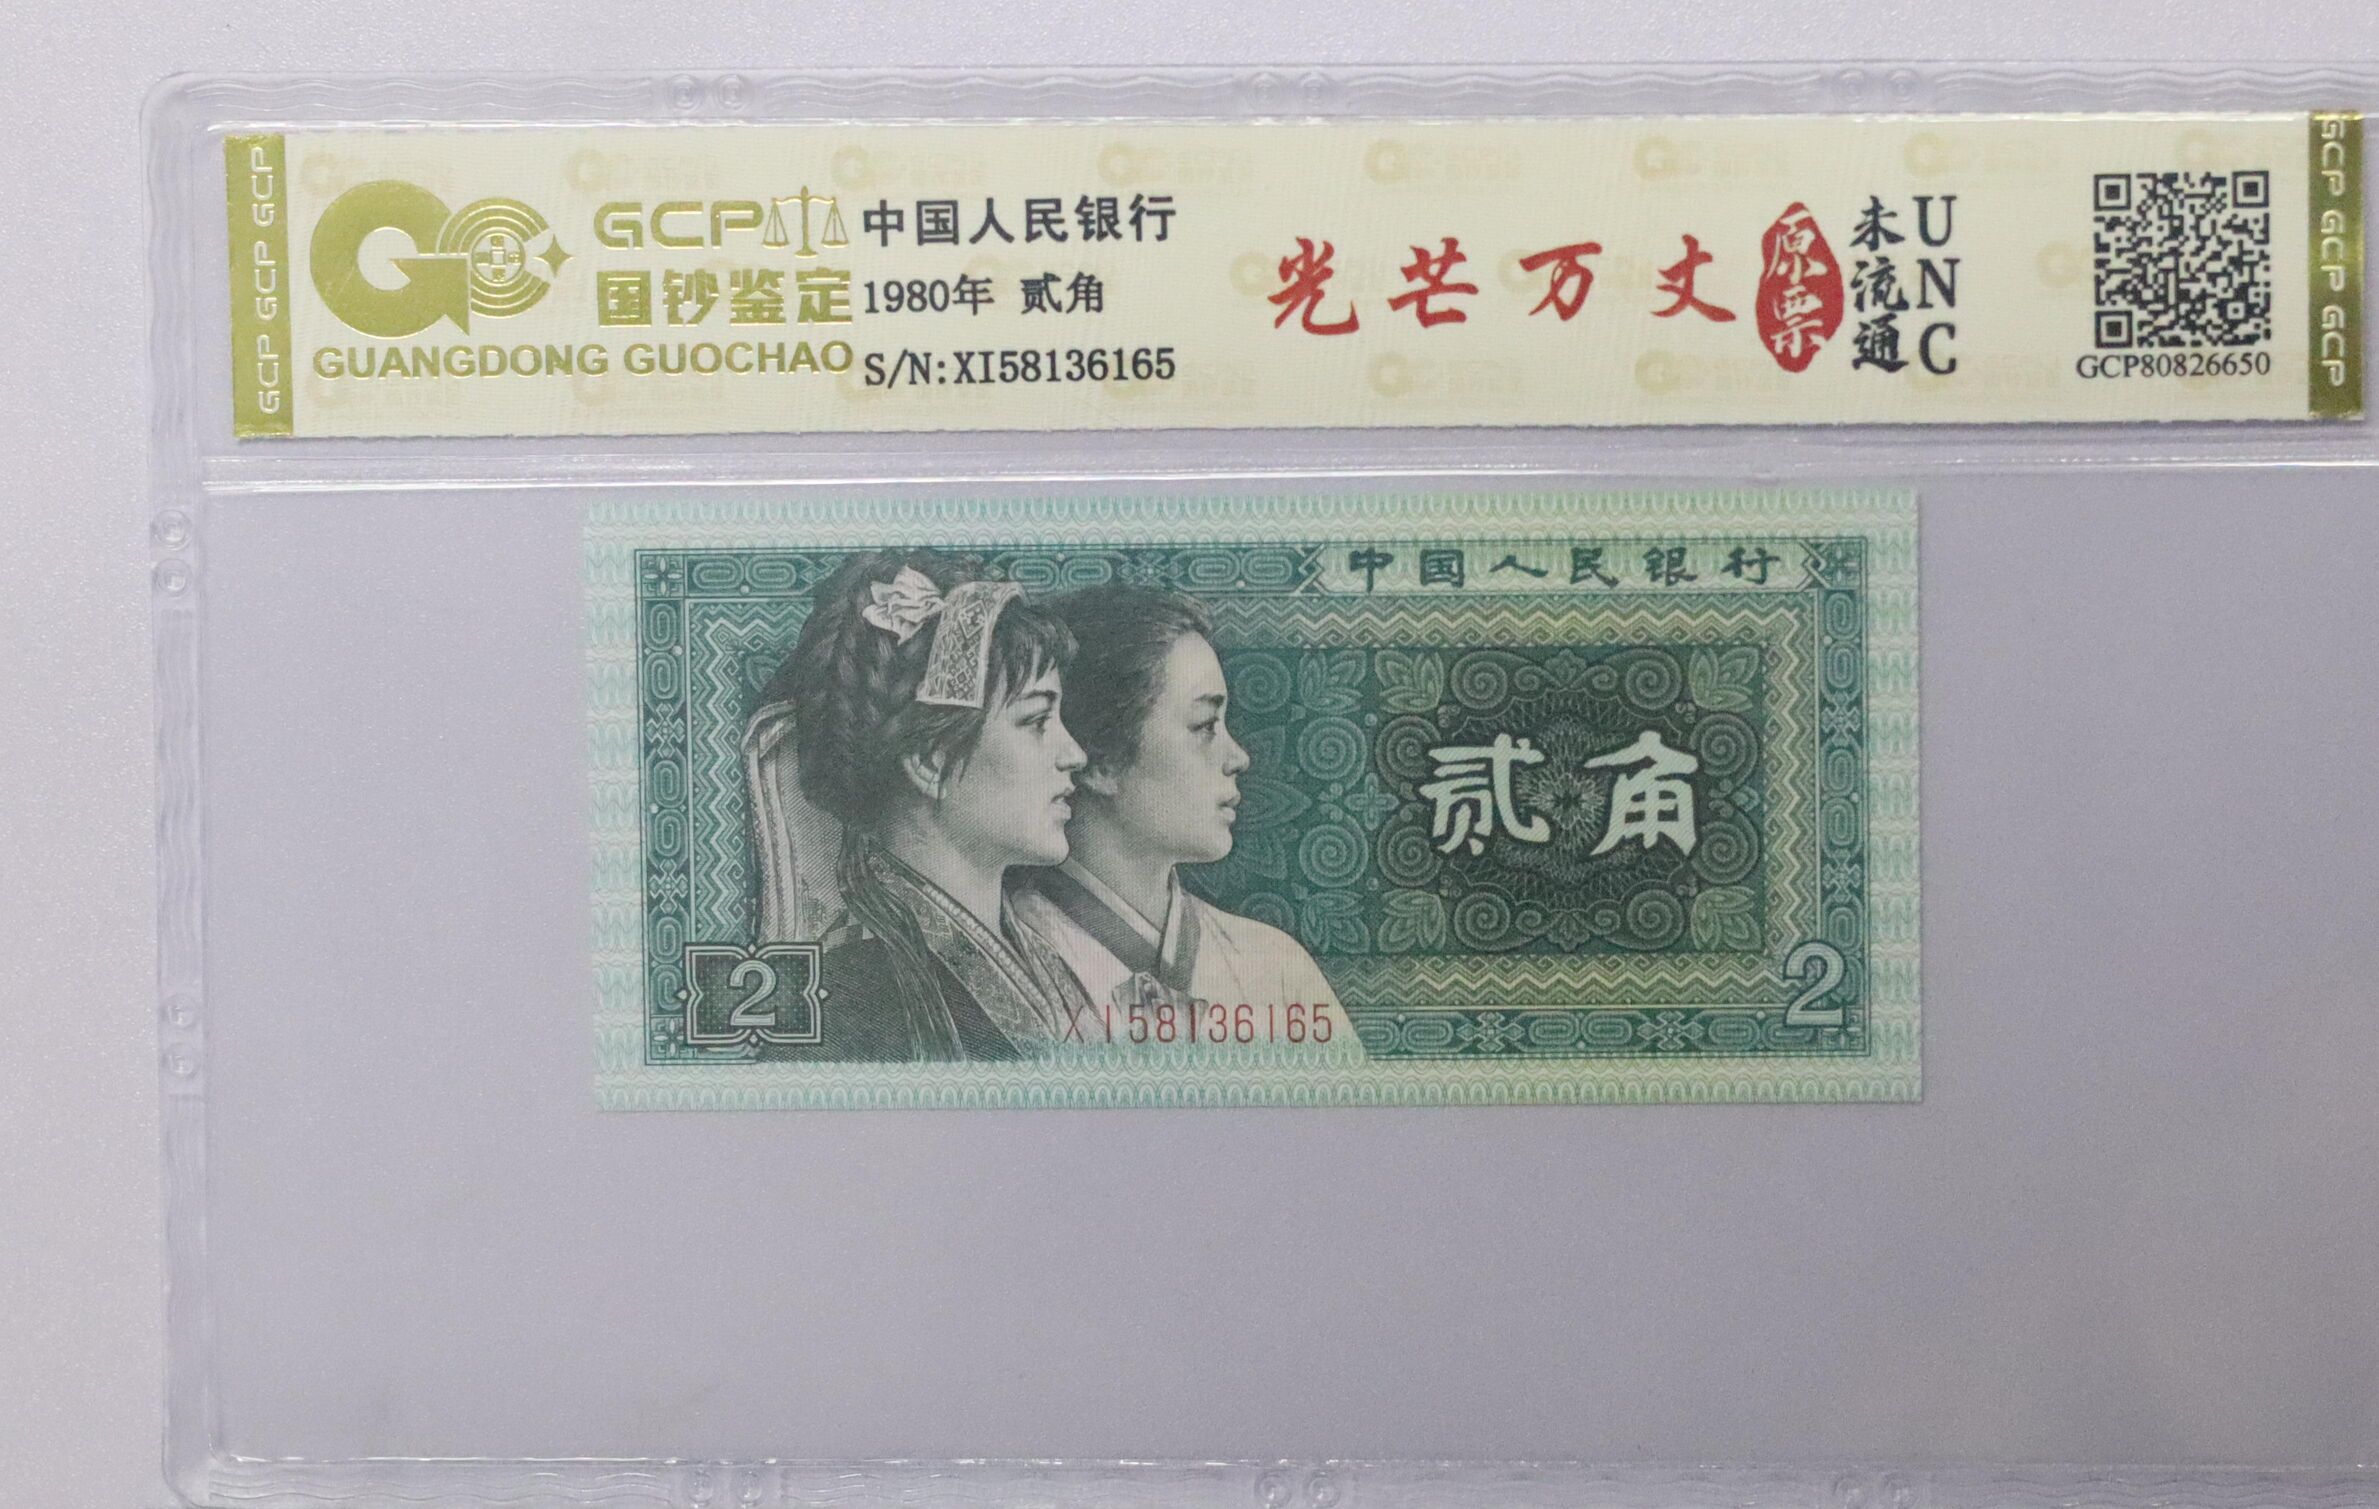 GCP GCP GCP
GCP
国钞鉴定
GUANGDONG GUOCHAO
中国人民银行
1980年 贰角
S/N:XI58136165
光芒万丈
原票
未流通
UNC
GCP80826650
GCP GCP GCP
中国人民银行
贰角
2
XI58136165
2